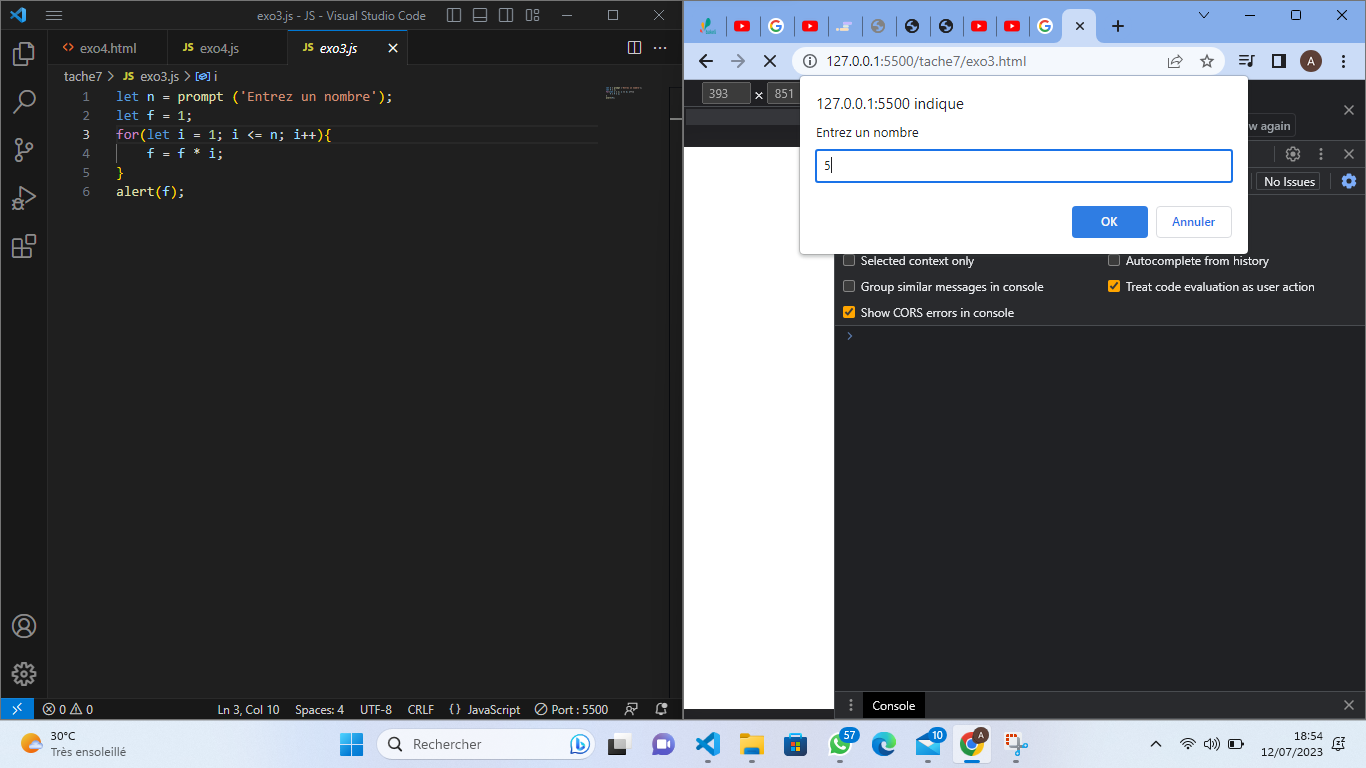 exo3.js - JS - Visual Studio Code
exo4.html
JS exo4.js
JS exo3.js
tache7 > JS exo3.js > i
1 let n = prompt ('Entrez un nombre');
2 let f = 1;
3 for(let i = 1; i <= n; i++){
4 f = f * i;
5 }
6 alert(f);
0 0
Ln 3, Col 10 Spaces: 4 UTF-8 CRLF {} JavaScript Port : 5500
127.0.0.1:5500/tache7/exo3.html
A
393 × 851
127.0.0.1:5500 indique
Entrez un nombre
5
OK Annuler
w again
No Issues
Selected context only
Autocomplete from history
Group similar messages in console
Treat code evaluation as user action
Show CORS errors in console
Console
30°C
Très ensoleillé
Rechercher
57
10
A
18:54
12/07/2023